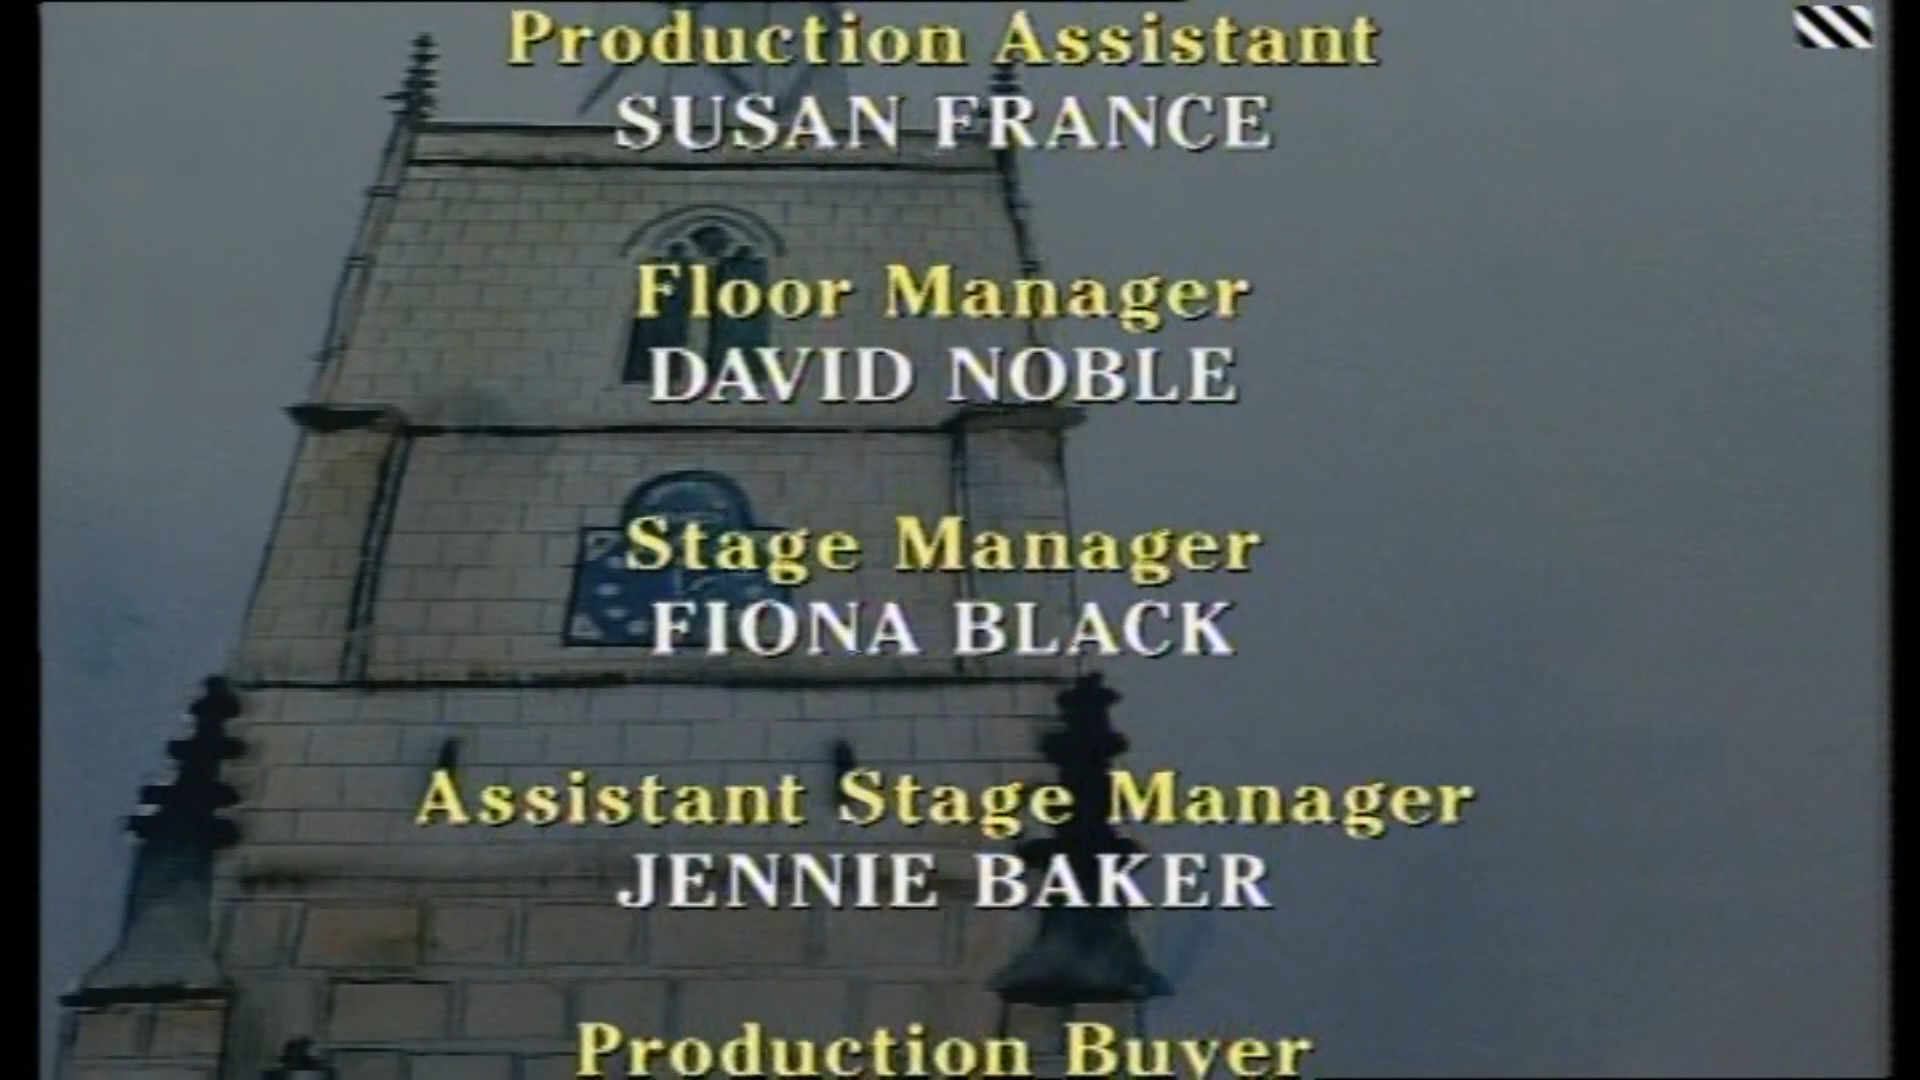 Production Assistant
SUSAN FRANCE
Floor Manager
DAVID NOBLE
Stage Manager
FIONA BLACK
Assistant Stage Manager
JENNIE BAKER
Production Buyer